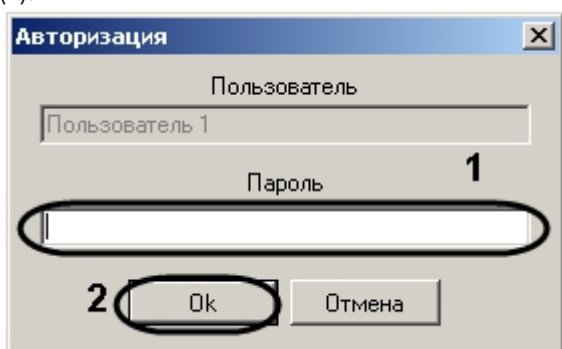 Авторизация
Пользователь
Пользователь 1
1
Пароль
2 Ok Отмена